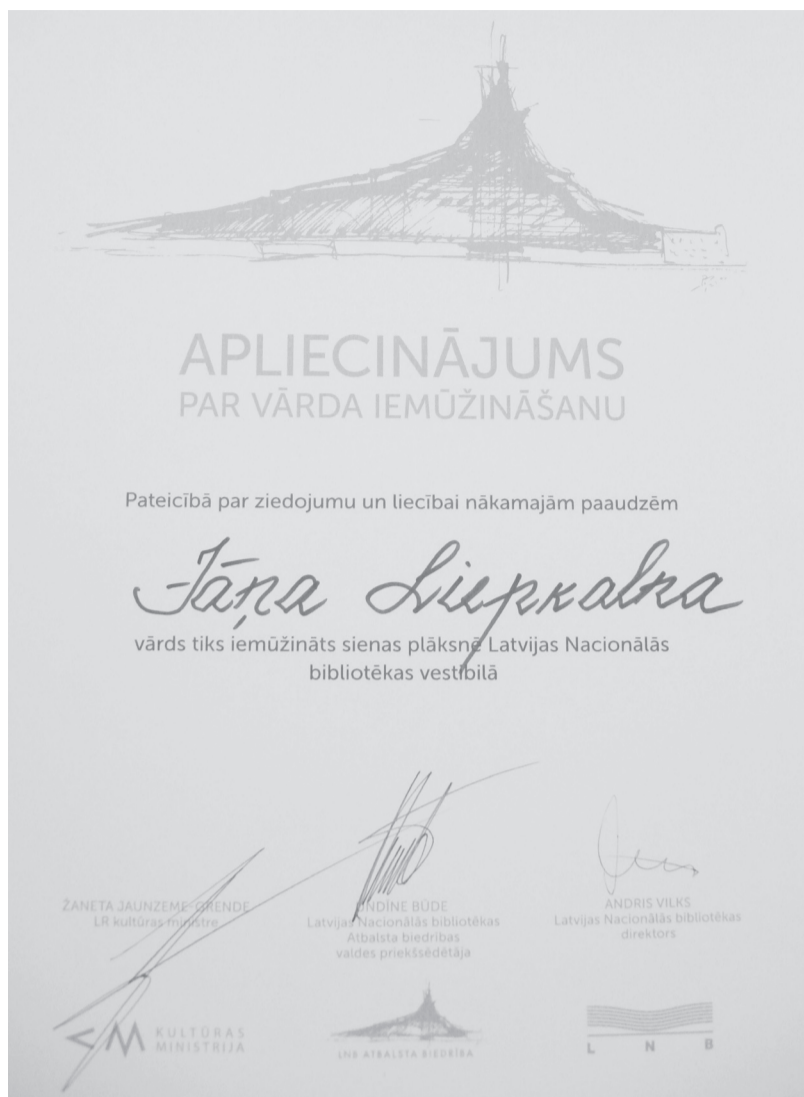 APLIECINĀJUMS
PAR VĀRDA IEMŪŽINĀŠANU
Pateicībā par ziedojumu un liecībai nākamajām paaudzēm
Jāņa Liepkalna
vārds tiks iemūžināts sienas plāksnē Latvijas Nacionālās
bibliotēkas vestibilā
ŽANETA JAUNZEME-GRENDE
LR kultūras ministre
UNDĪNE BŪDE
Latvijas Nacionālās bibliotēkas
Atbalsta biedrības
valdes priekšsēdētāja
ANDRIS VILKS
Latvijas Nacionālās bibliotēkas
direktors
KULTŪRAS
MINISTRIJA
LNB ATBALSTA BIEDRĪBA
L N B